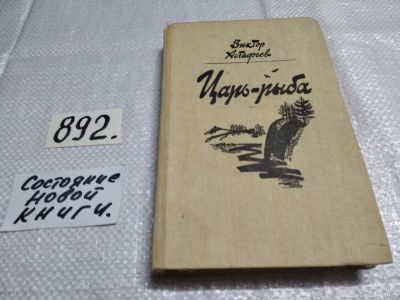 Виктор
Астафьев
Царь-рыба
892.
Состояние
новой
книги.